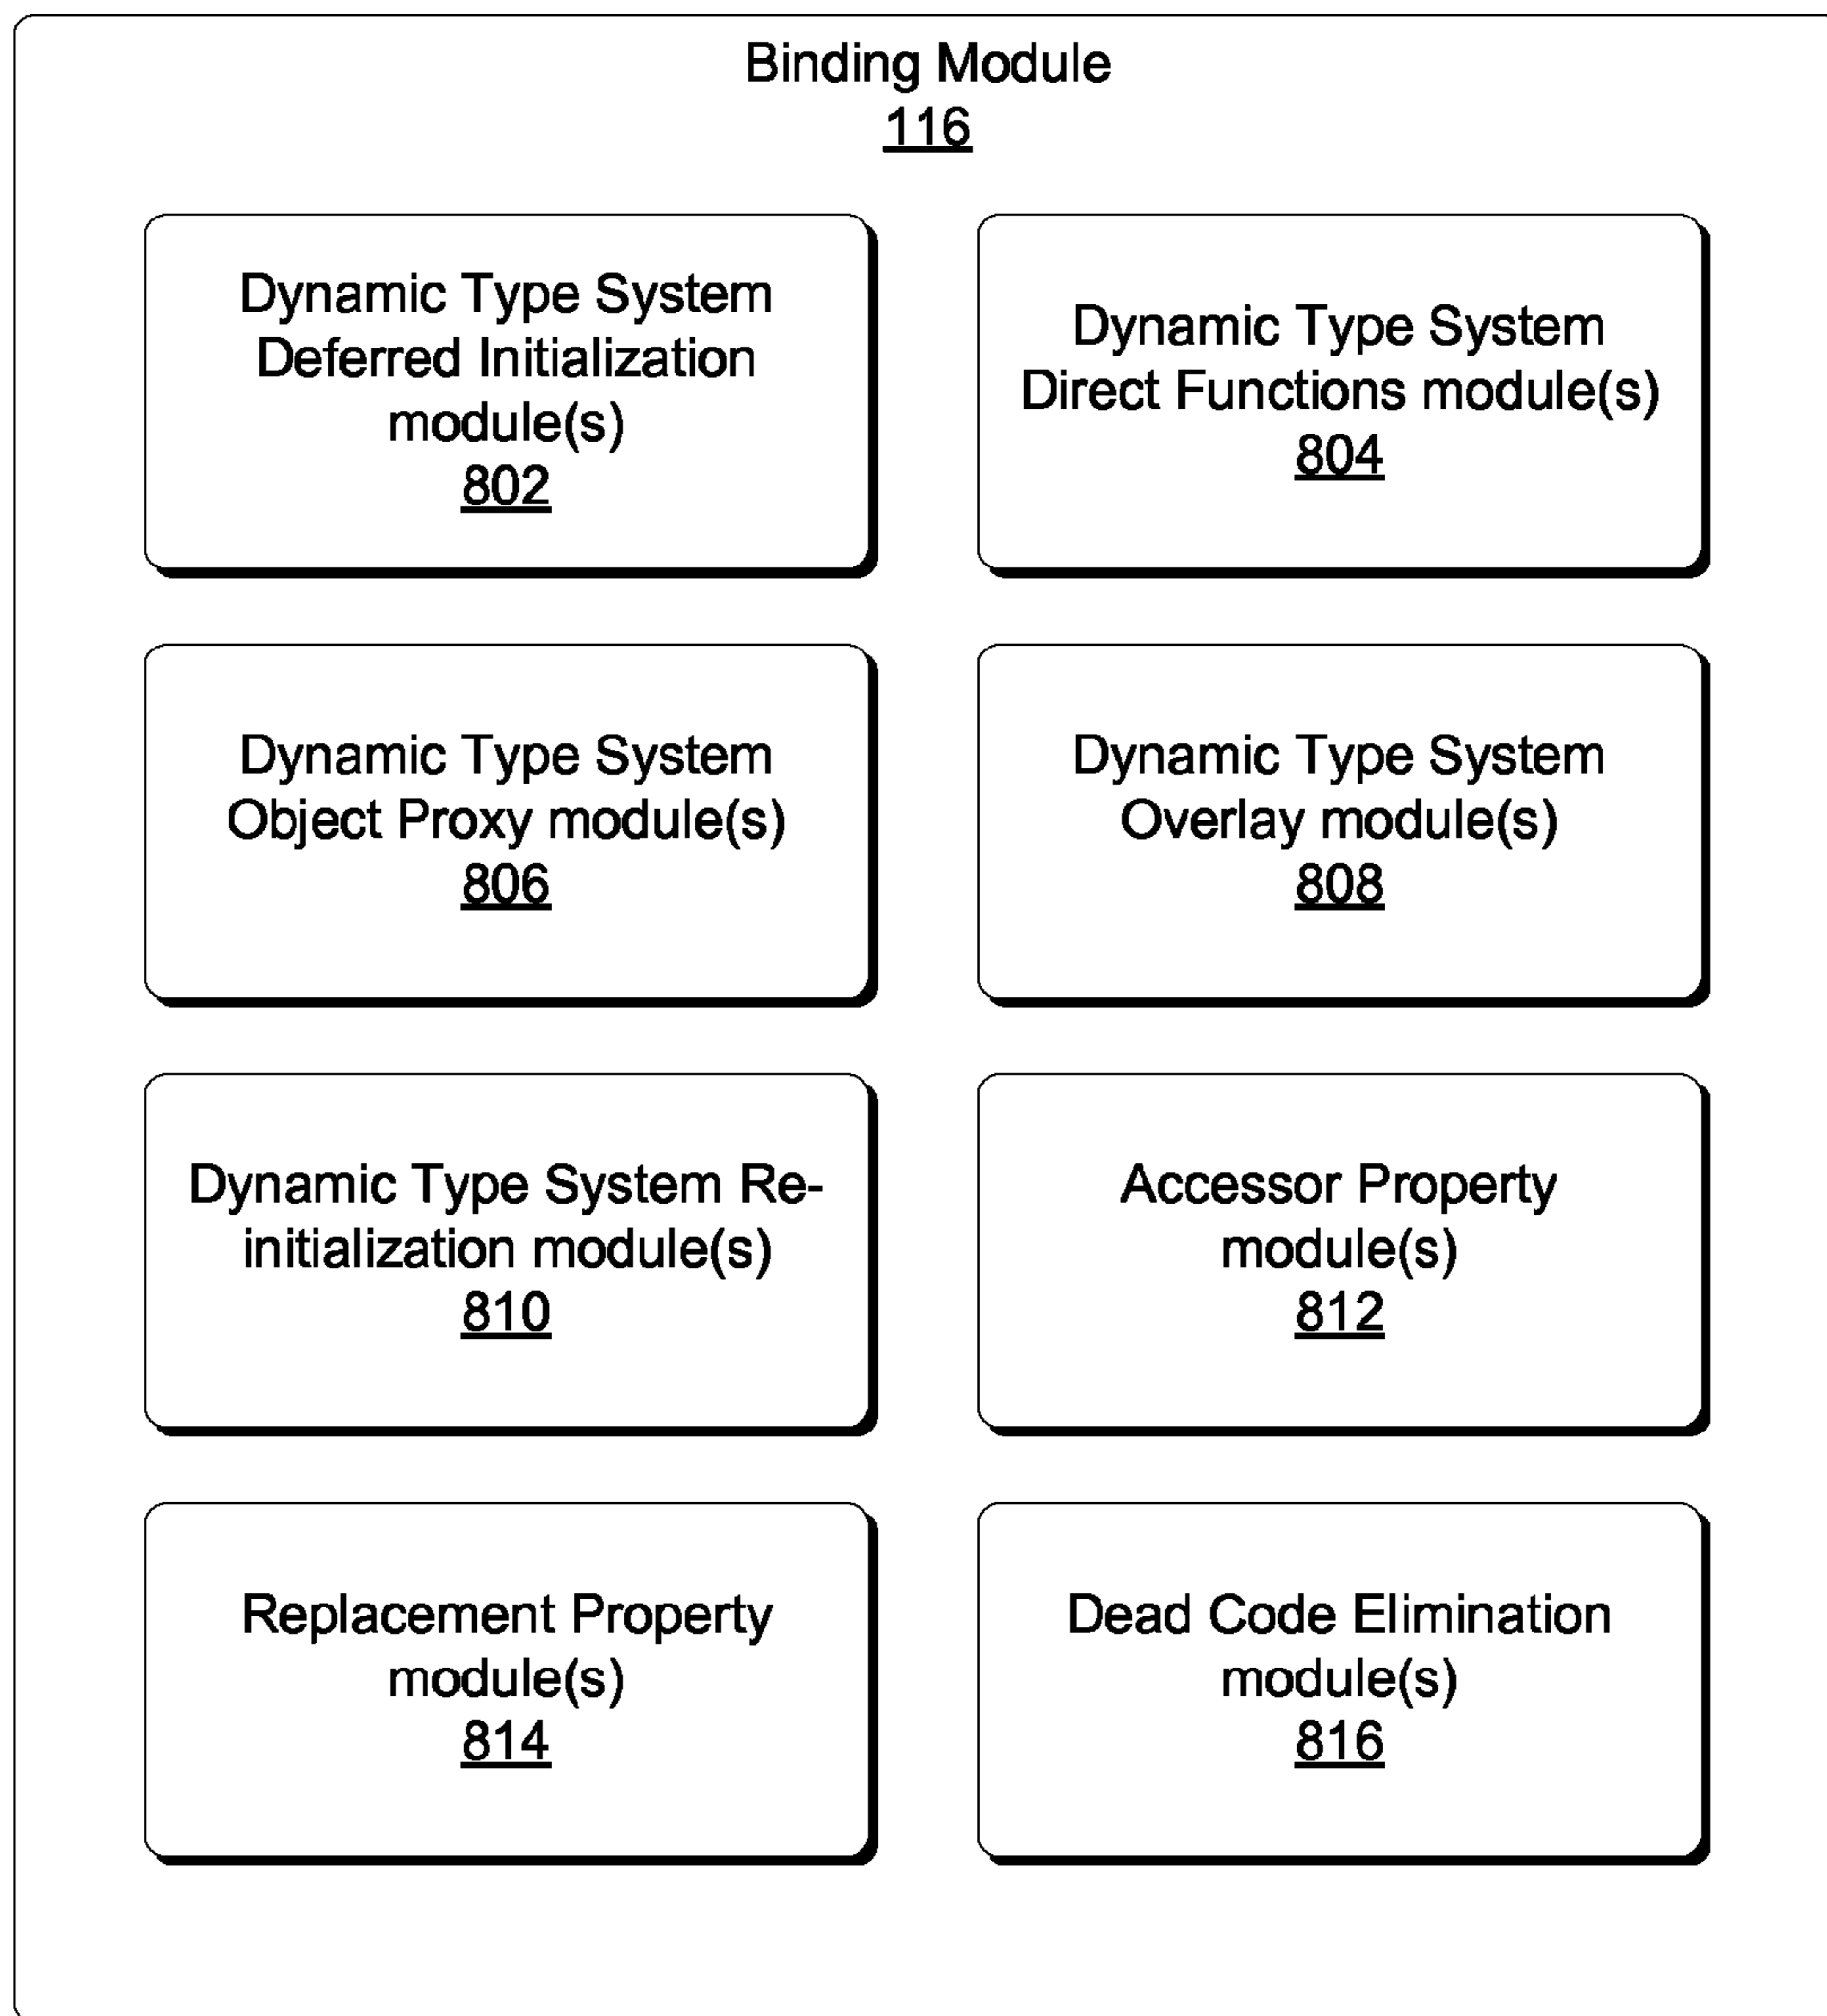 Binding Module
116
Dynamic Type System
Deferred Initialization
module(s)
802
Dynamic Type System
Direct Functions module(s)
804
Dynamic Type System
Object Proxy module(s)
806
Dynamic Type System
Overlay module(s)
808
Dynamic Type System Re-
initialization module(s)
810
Accessor Property
module(s)
812
Replacement Property
module(s)
814
Dead Code Elimination
module(s)
816